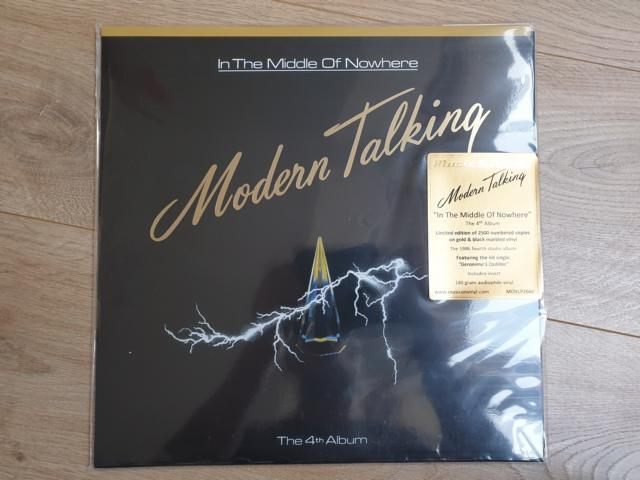 In The Middle Of Nowhere
Modern Talking
Modern Talking
"In The Middle Of Nowhere"
The 4th Album
Limited edition of 2500 numbered copies
on gold & black marbled vinyl
The 1986 fourth studio album
Featuring the hit single:
"Geronimo's Cadillac"
Includes insert
180 gram audiophile vinyl
www.musiconvinyl.com MOVLP2660
The 4th Album